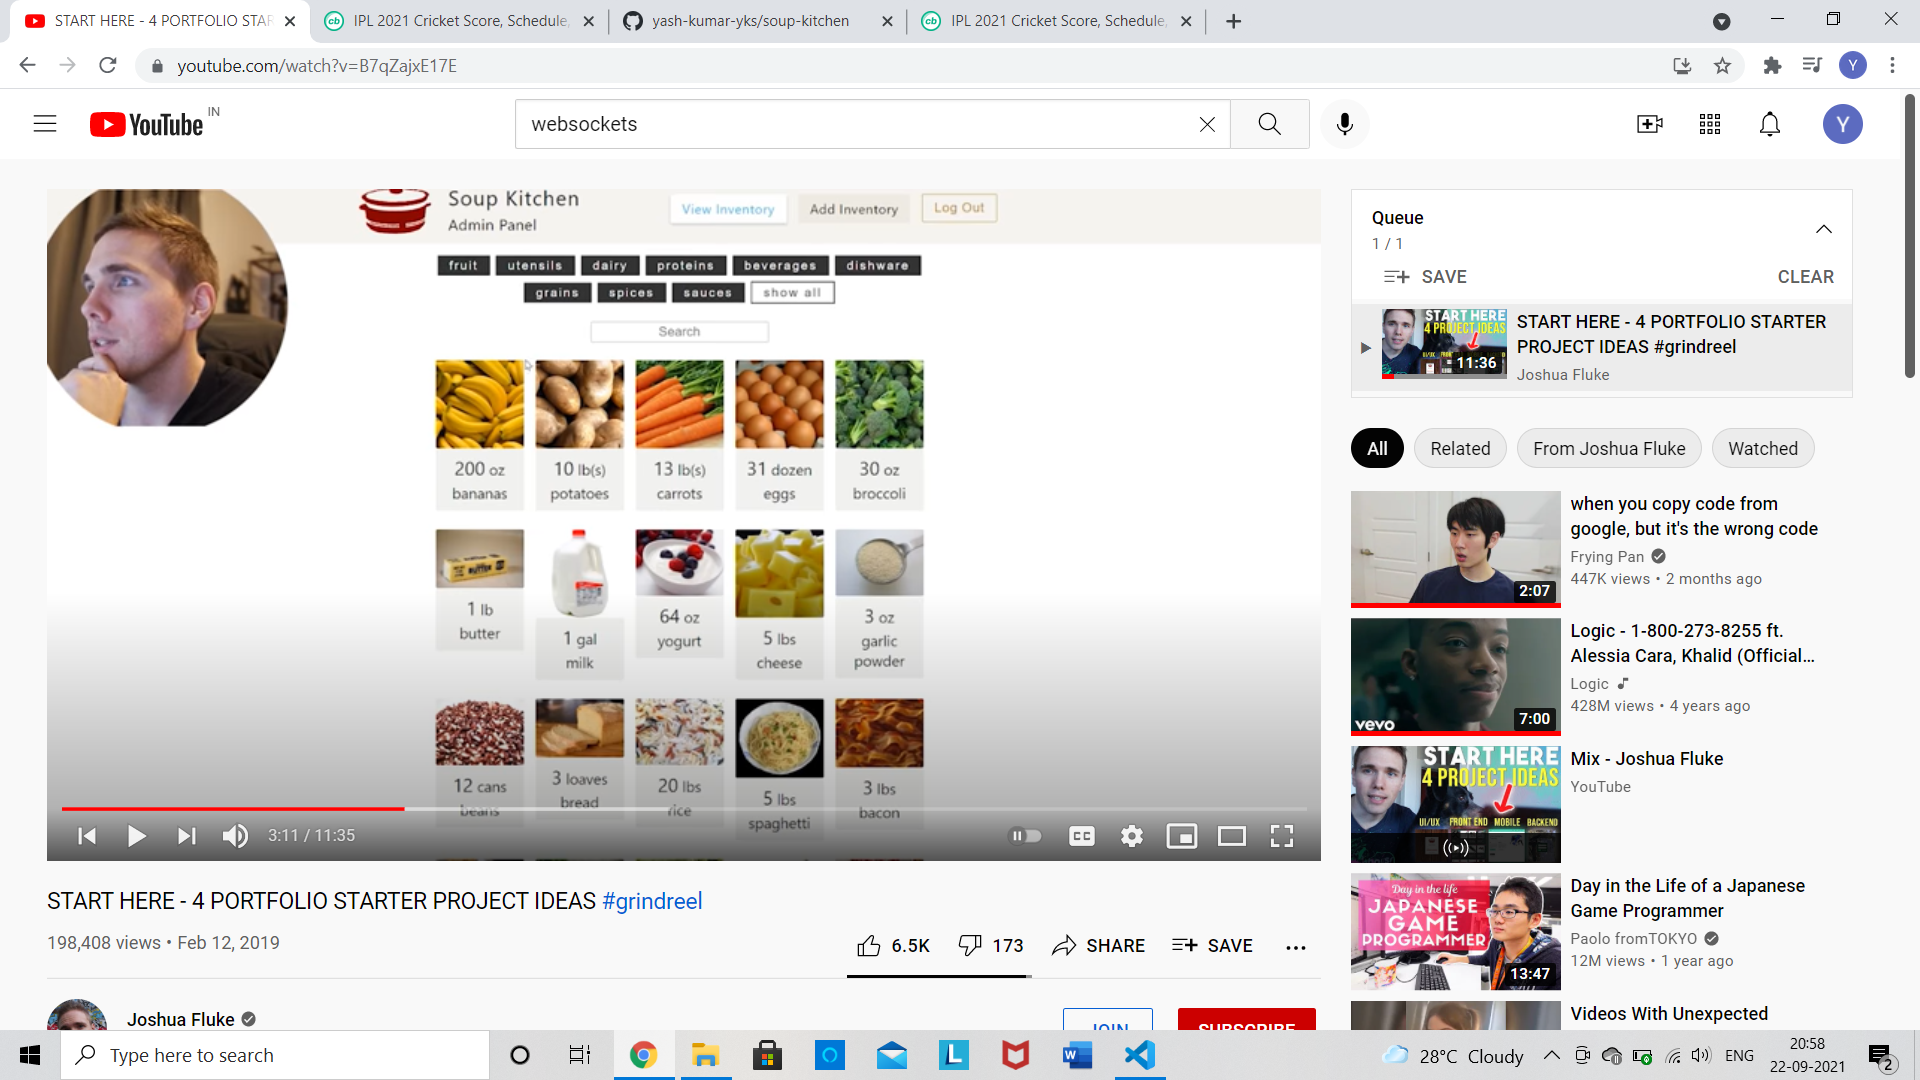 START HERE - 4 PORTFOLIO STAR
IPL 2021 Cricket Score, Schedule,
yash-kumar-yks/soup-kitchen
IPL 2021 Cricket Score, Schedule,
youtube.com/watch?v=B7qZajxE17E
Y
YouTube IN
websockets
Y
Soup Kitchen
Admin Panel
View Inventory
Add Inventory
Log Out
fruit utensils dairy proteins beverages dishware
grains spices sauces show all
Search
200 oz
bananas
10 lb(s)
potatoes
13 lb(s)
carrots
31 dozen
eggs
30 oz
broccoli
BUTTER
1 lb
butter
1 gal
milk
64 oz
yogurt
5 lbs
cheese
3 oz
garlic
powder
12 cans
beans
3 loaves
bread
20 lbs
rice
5 lbs
spaghetti
3 lbs
bacon
3:11 / 11:35
CC
START HERE - 4 PORTFOLIO STARTER PROJECT IDEAS #grindreel
198,408 views • Feb 12, 2019
6.5K
173
SHARE
SAVE
Joshua Fluke
JOIN
SUBSCRIBE
Queue
1 / 1
SAVE
CLEAR
START HERE
4 PROJECT IDEAS
11:36
START HERE - 4 PORTFOLIO STARTER
PROJECT IDEAS #grindreel
Joshua Fluke
All
Related
From Joshua Fluke
Watched
2:07
when you copy code from
google, but it's the wrong code
Frying Pan
447K views • 2 months ago
vevo
7:00
Logic - 1-800-273-8255 ft.
Alessia Cara, Khalid (Official...
Logic
428M views • 4 years ago
START HERE
4 PROJECT IDEAS
UI/UX FRONT END MOBILE BACKEND
Mix - Joshua Fluke
YouTube
Day in the life
JAPANESE
GAME
PROGRAMMER
13:47
Day in the Life of a Japanese
Game Programmer
Paolo fromTOKYO
12M views • 1 year ago
Videos With Unexpected
Type here to search
L
W
28°C Cloudy
ENG
20:58
22-09-2021
2